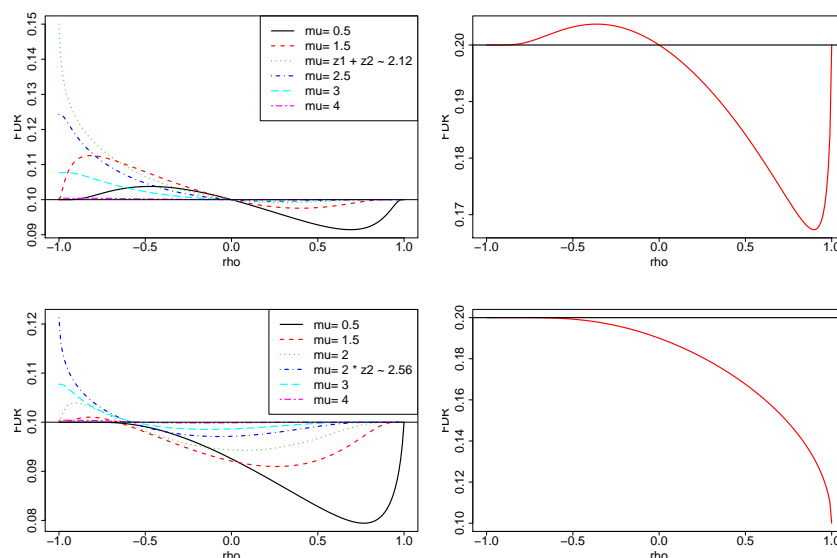 FDR
0.09 0.10 0.11 0.12 0.13 0.14 0.15
mu= 0.5
mu= 1.5
mu= z1 + z2 ~ 2.12
mu= 2.5
mu= 3
mu= 4
−1.0 −0.5 0.0 0.5 1.0
rho
FDR
0.17 0.18 0.19 0.20
−1.0 −0.5 0.0 0.5 1.0
rho
FDR
0.08 0.09 0.10 0.11 0.12
mu= 0.5
mu= 1.5
mu= 2
mu= 2 * z2 ~ 2.56
mu= 3
mu= 4
−1.0 −0.5 0.0 0.5 1.0
rho
FDR
0.10 0.12 0.14 0.16 0.18 0.20
−1.0 −0.5 0.0 0.5 1.0
rho